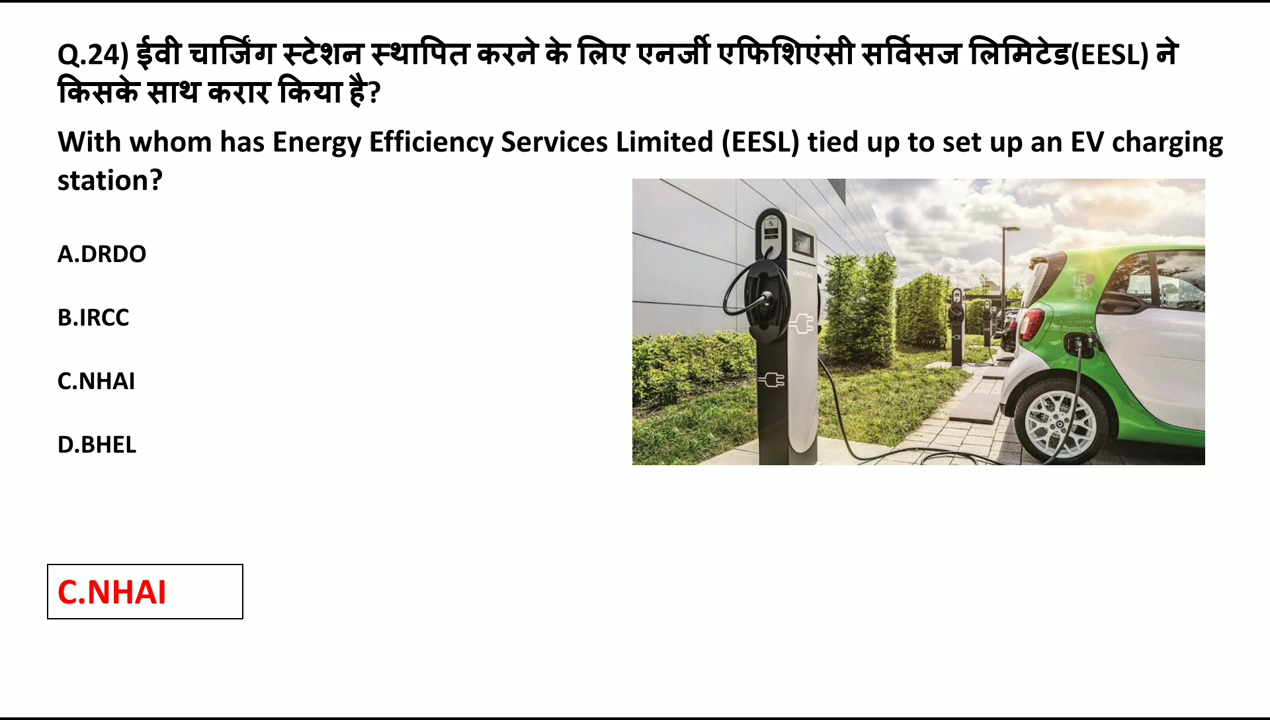 Q.24) ईवी चार्जिंग स्टेशन स्थापित करने के लिए एनर्जी एफिशिएंसी सर्विसज लिमिटेड(EESL) ने
किसके साथ करार किया है?
With whom has Energy Efficiency Services Limited (EESL) tied up to set up an EV charging
station?
A.DRDO
B.IRCC
C.NHAI
D.BHEL
C.NHAI